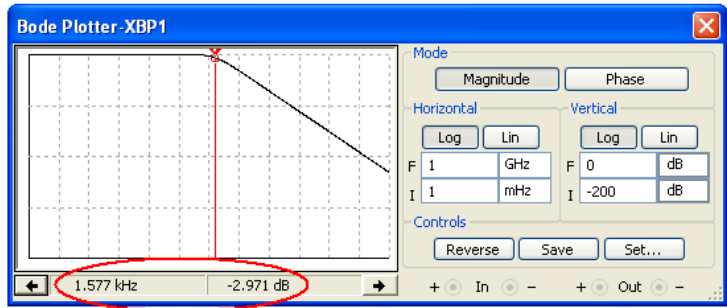 Bode Plotter-XBP1
Mode
Magnitude Phase
Horizontal Vertical
Log Lin Log Lin
F 1 GHz F 0 dB
I 1 mHz I -200 dB
Controls
Reverse Save Set...
1.577 kHz -2.971 dB
+ In - + Out -